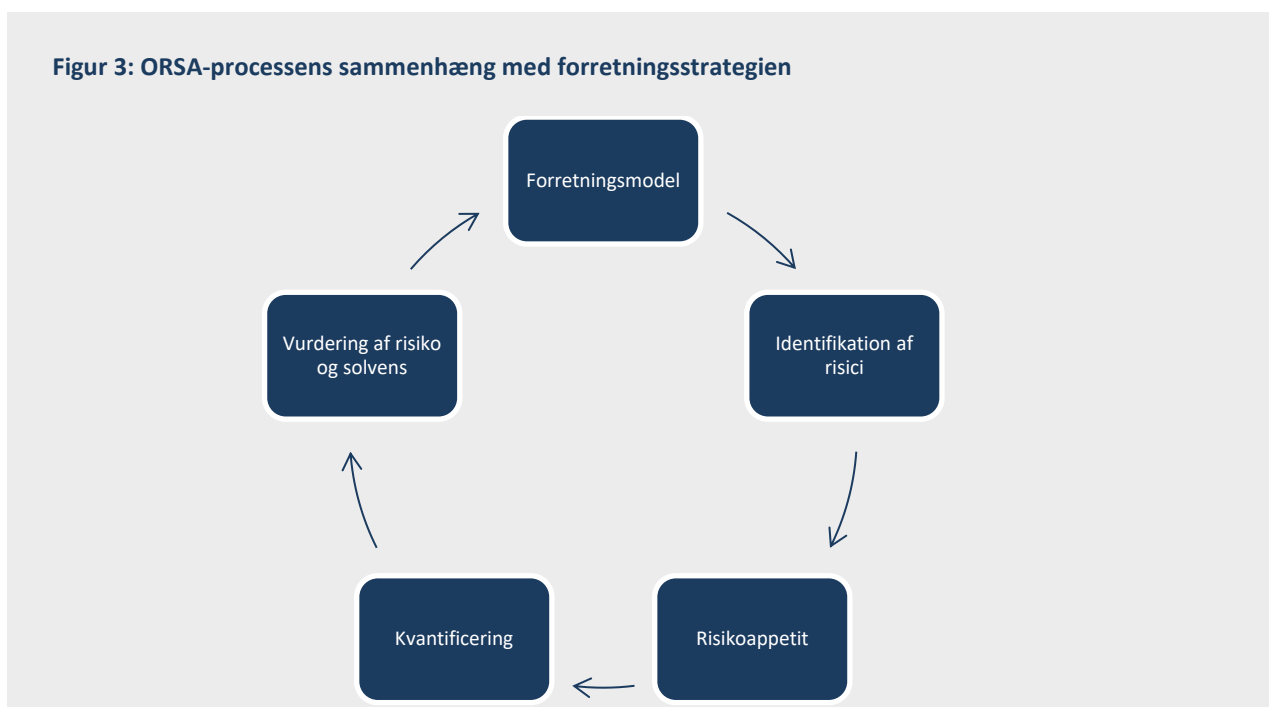 Figur 3: ORSA-processens sammenhæng med forretningsstrategien
Forretningsmodel
Vurdering af risiko
og solvens
Identifikation af
risici
Kvantificering
Risikoappetit